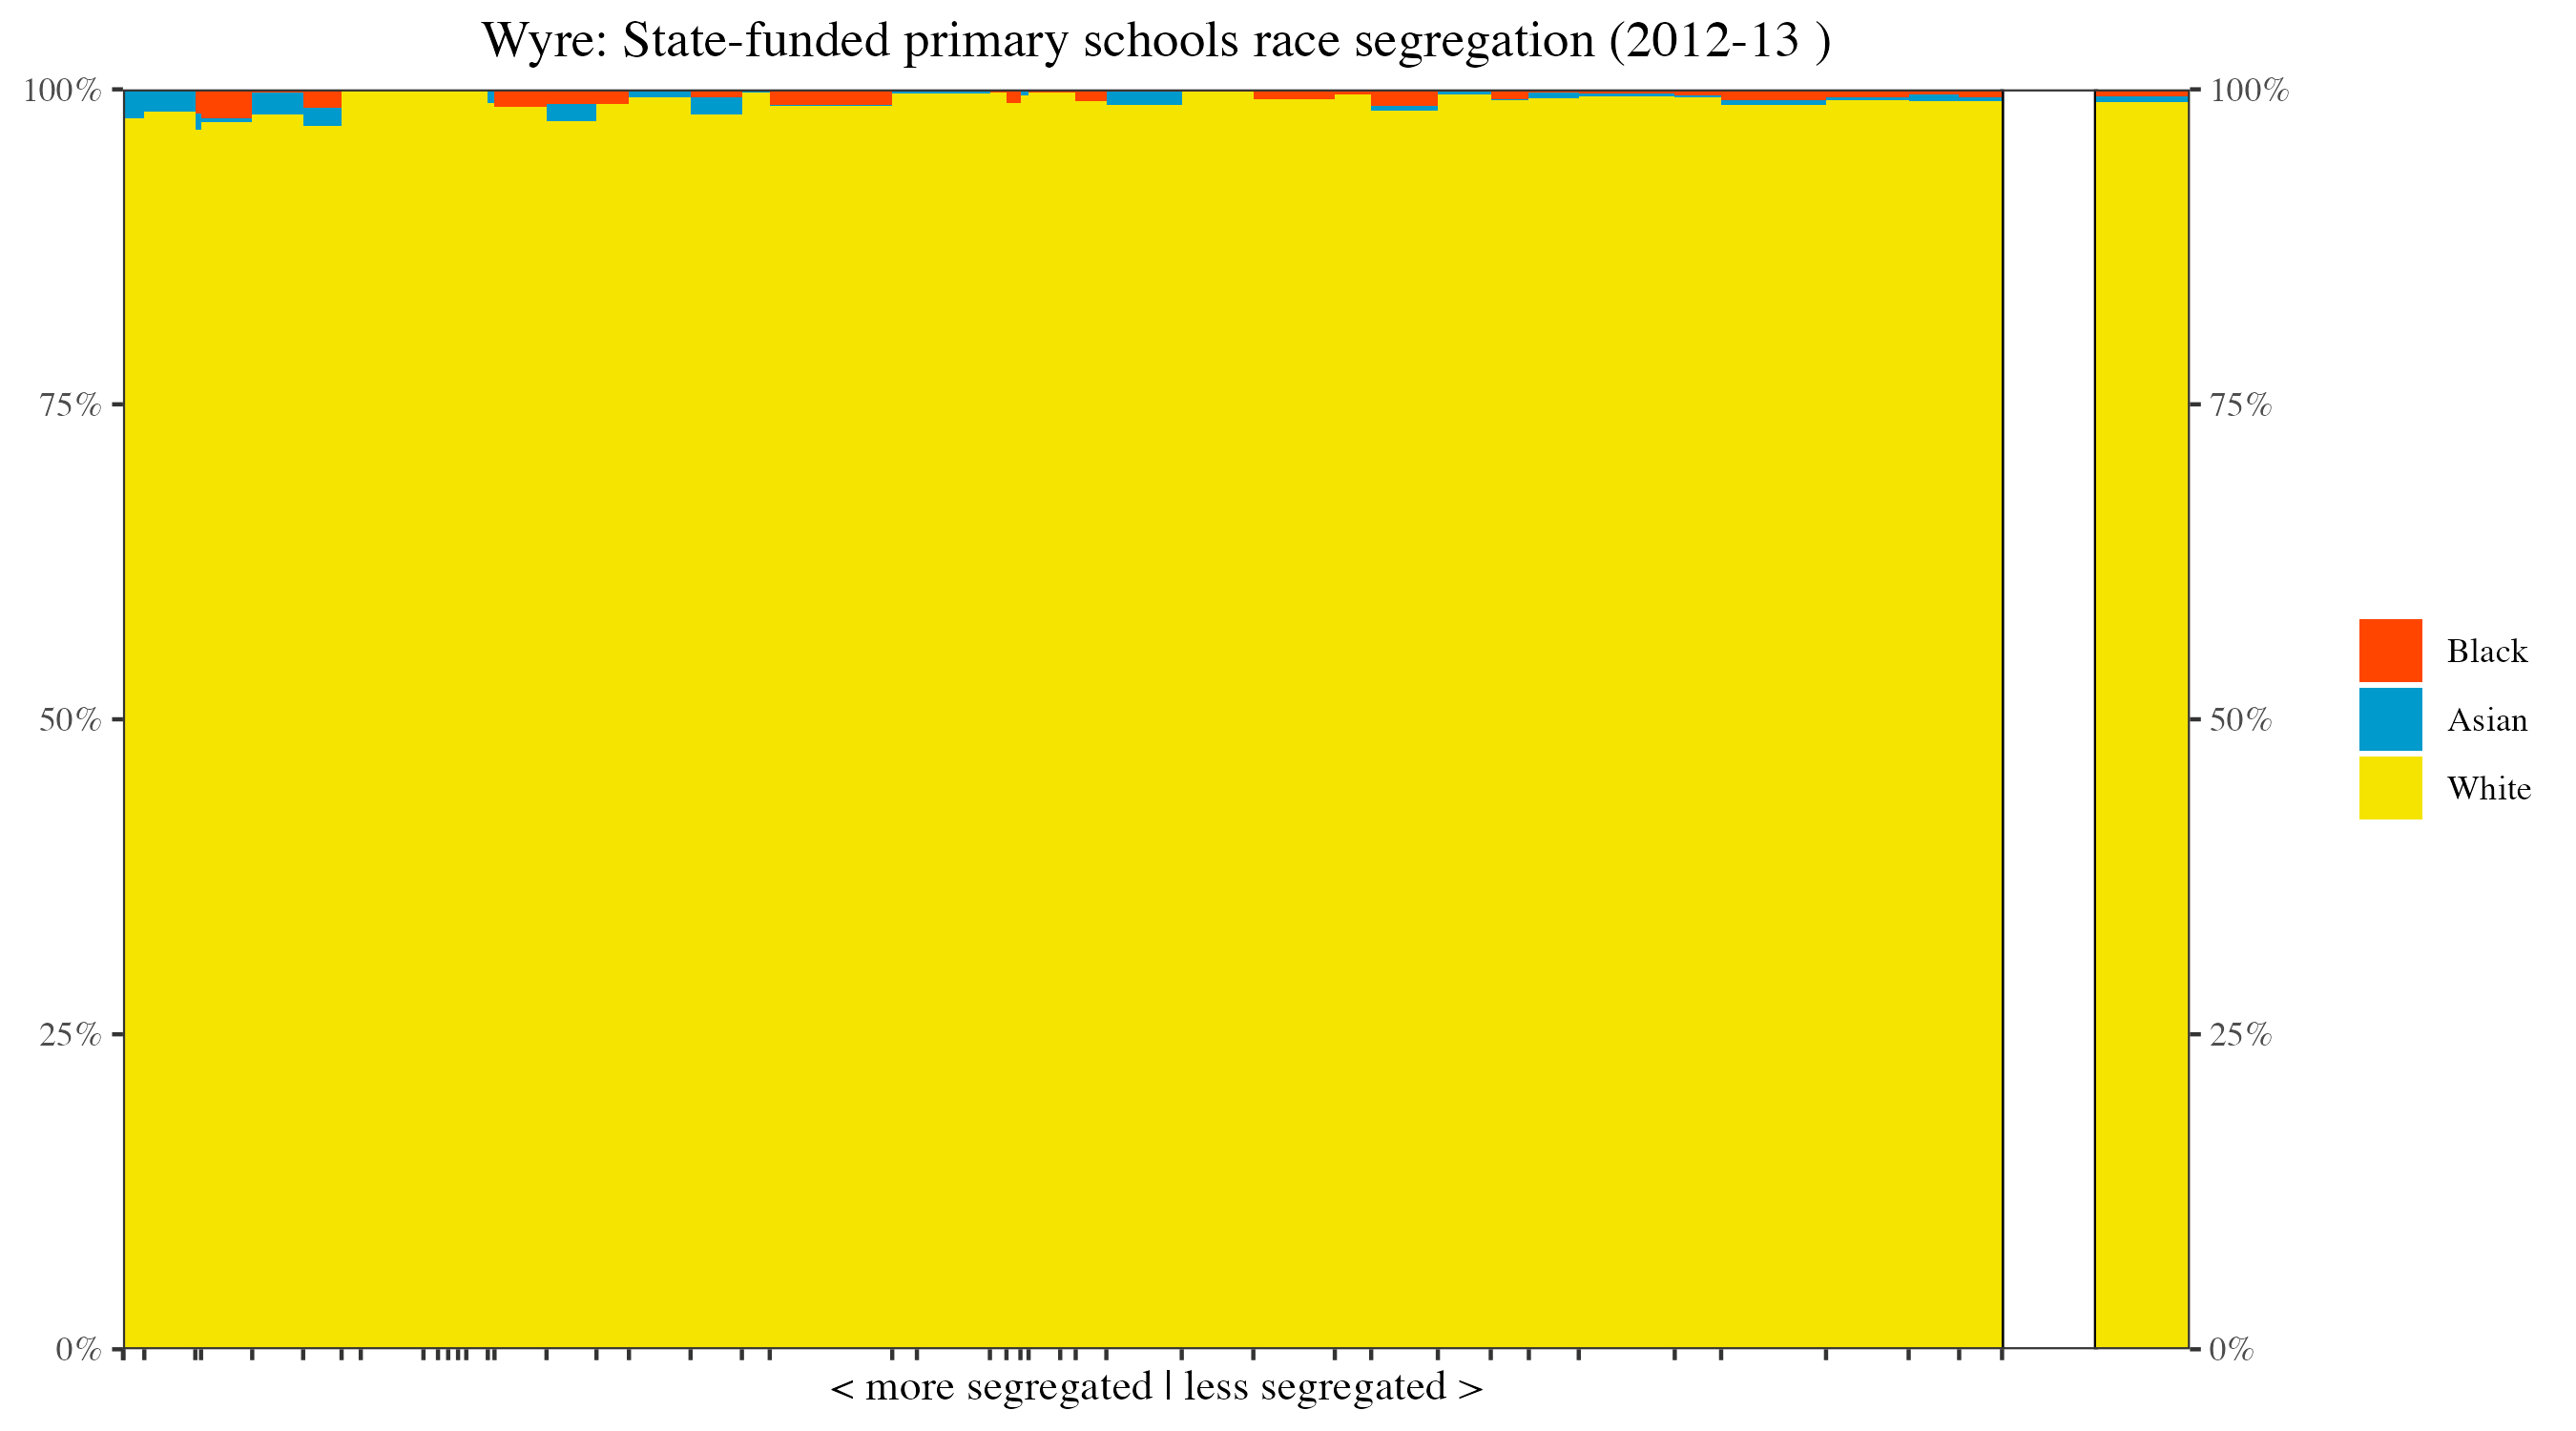 Wyre: State-funded primary schools race segregation (2012-13 )
100%
75%
50%
25%
0%
100%
75%
50%
25%
0%
Black
Asian
White
< more segregated | less segregated >